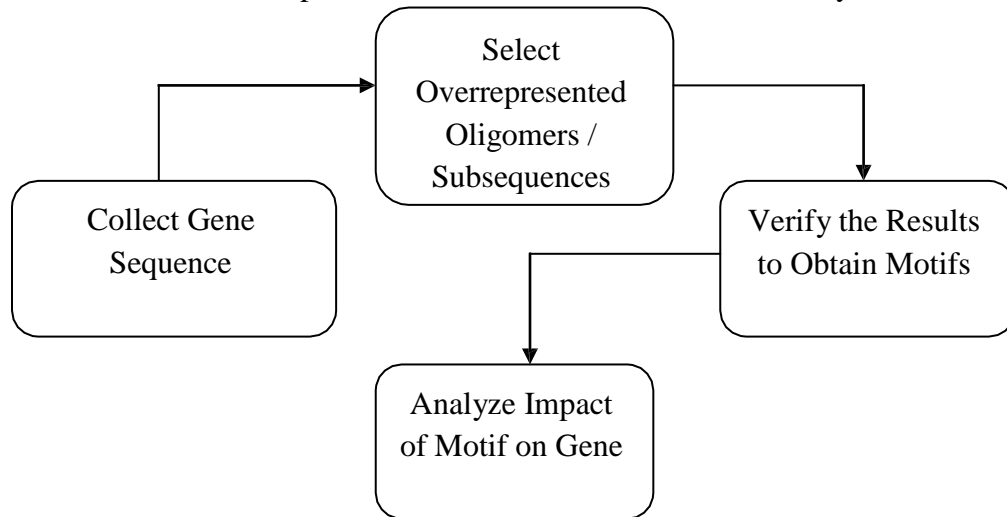 Select
Overrepresented
Oligomers /
Subsequences
Collect Gene
Sequence
Verify the Results
to Obtain Motifs
Analyze Impact
of Motif on Gene